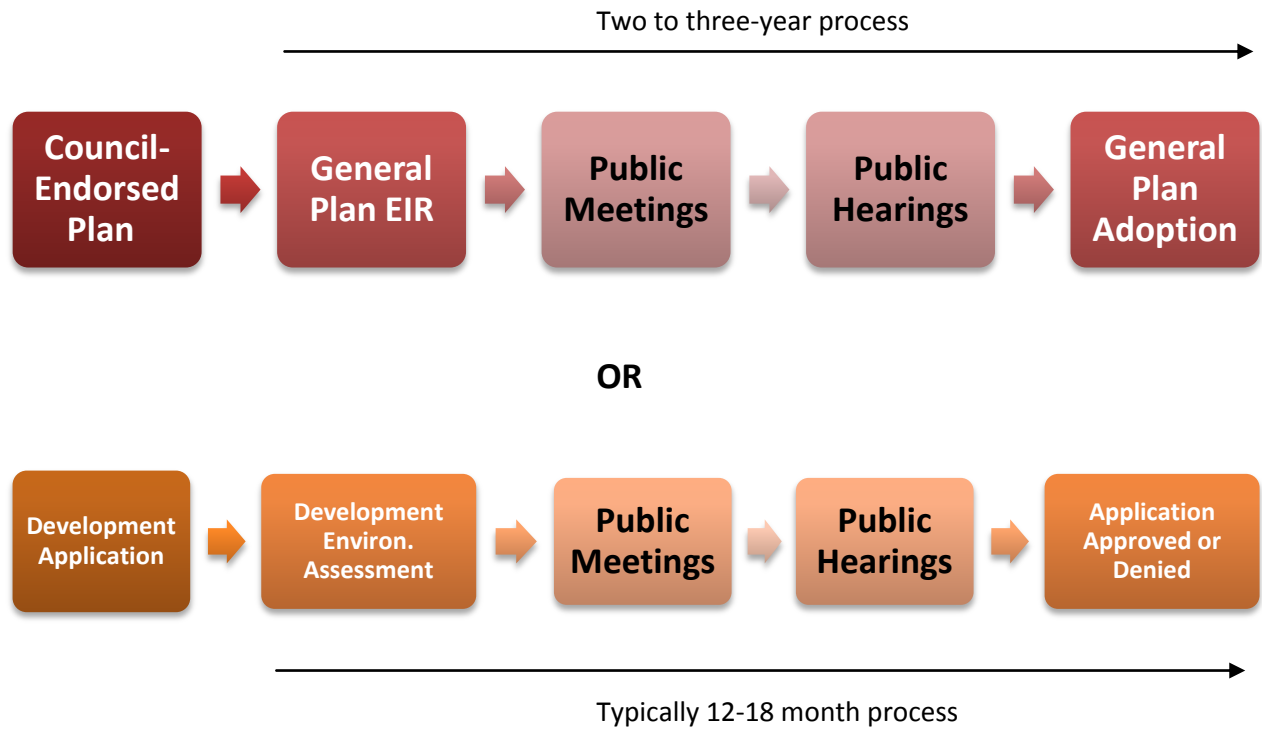 Two to three-year process
Council-
Endorsed
Plan
General
Plan EIR
Public
Meetings
Public
Hearings
General
Plan
Adoption
OR
Development
Application
Development
Environ.
Assessment
Public
Meetings
Public
Hearings
Application
Approved or
Denied
Typically 12-18 month process